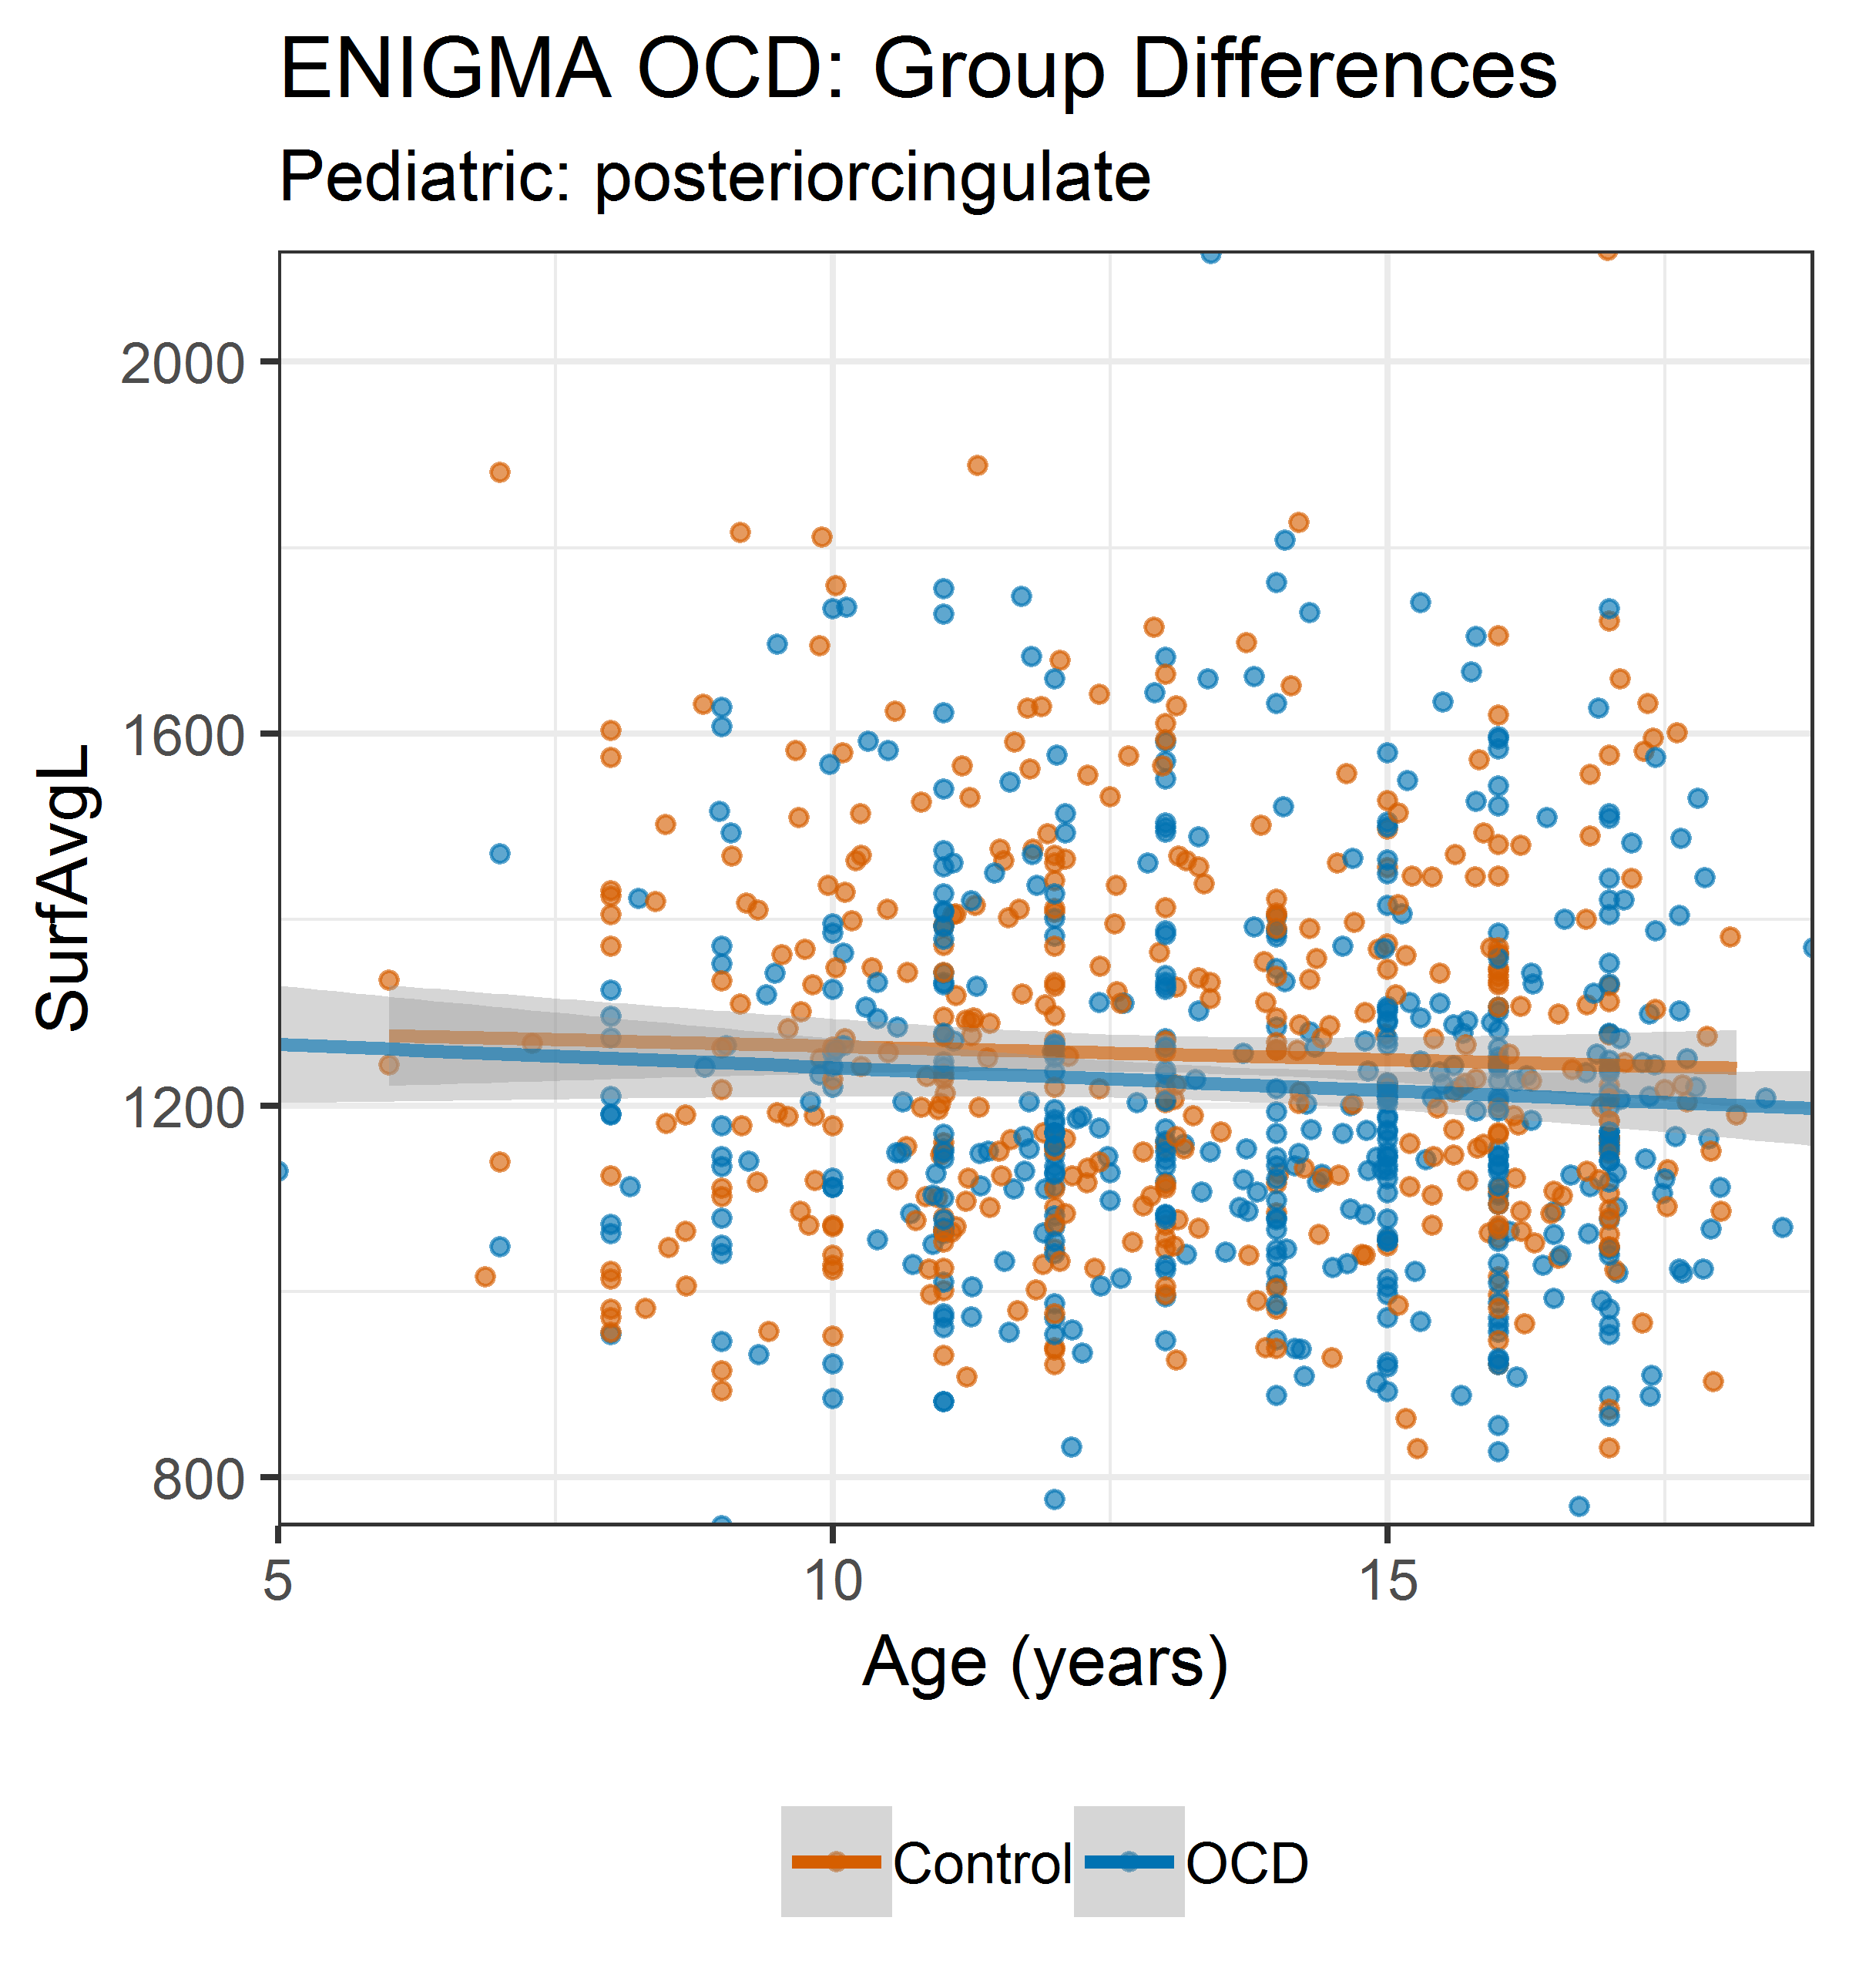 ENIGMA OCD: Group Differences
Pediatric: posteriorcingulate
SurfAvgL
2000
1600
1200
800
5 10 15
Age (years)
Control OCD